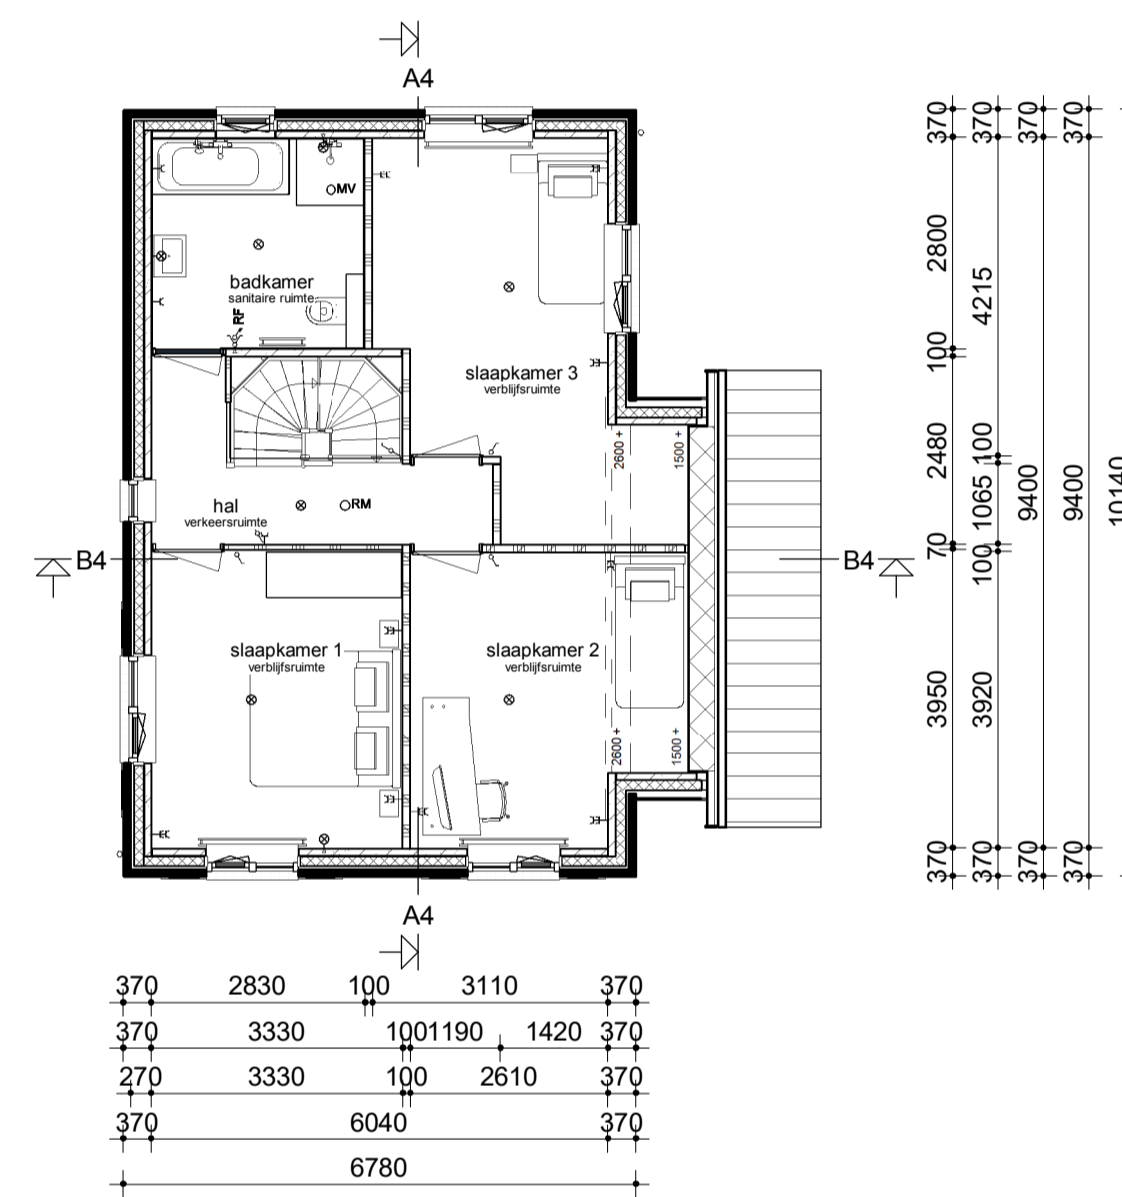 A4
MV
badkamer
sanitaire ruimte
RF
slaapkamer 3
verblijfsruimte
2600 +
1500 +
hal
verkeersruimte
RM
B4
B4
slaapkamer 1
verblijfsruimte
slaapkamer 2
verblijfsruimte
2600 +
1500 +
A4
370
2800
100
2480
70
3950
370
370
4215
100
1065
100
3920
370
370
9400
370
370
9400
370
10140
370 2830 100 3110 370
370 3330 100 1190 1420 370
270 3330 100 2610 370
370 6040 370
6780